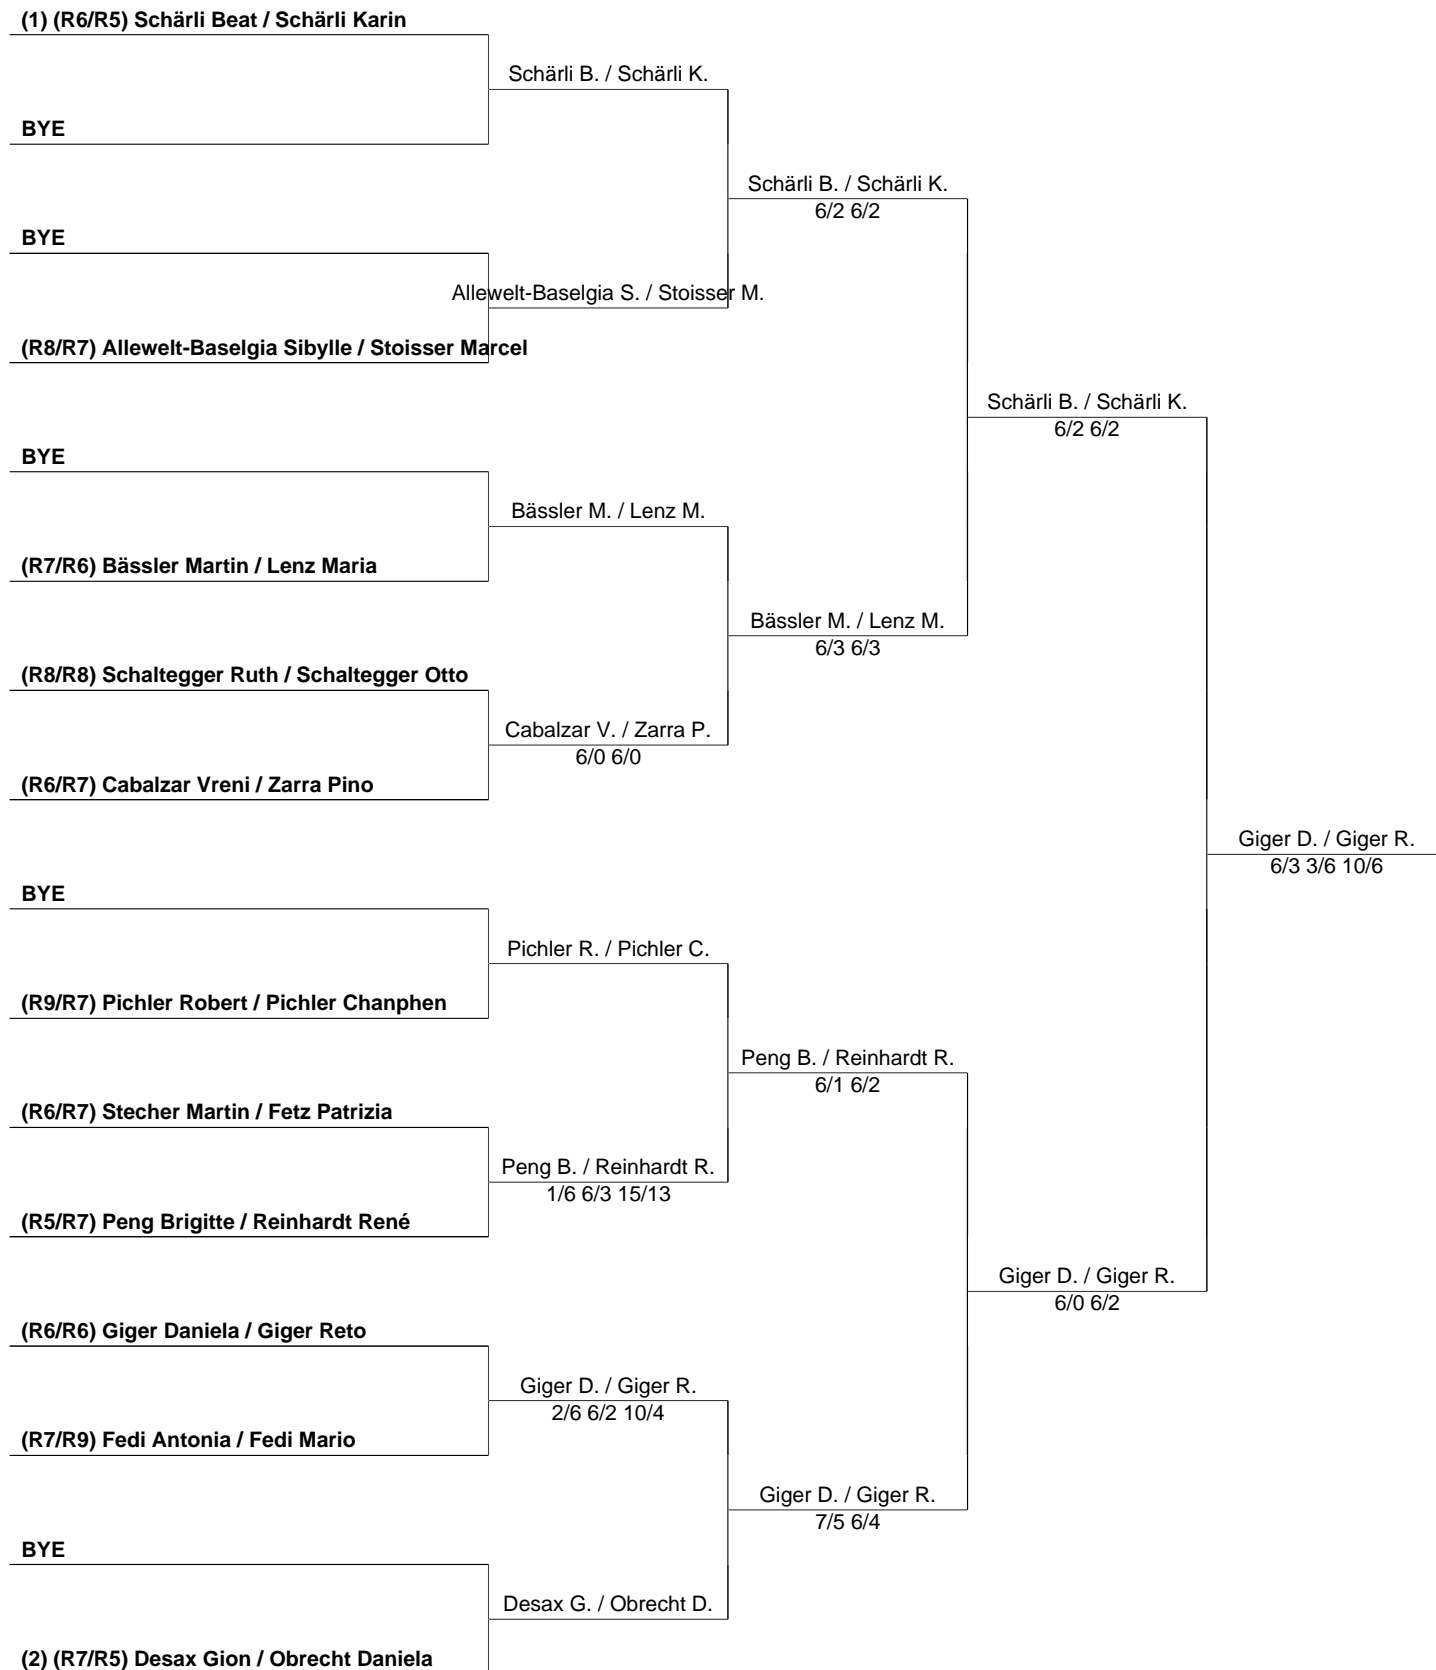 (1) (R6/R5) Schärli Beat / Schärli Karin
Schärli B. / Schärli K.
BYE
Schärli B. / Schärli K.
6/2 6/2
BYE
Allewelt-Baselgia S. / Stoisser M.
(R8/R7) Allewelt-Baselgia Sibylle / Stoisser Marcel
Schärli B. / Schärli K.
6/2 6/2
BYE
Bässler M. / Lenz M.
(R7/R6) Bässler Martin / Lenz Maria
Bässler M. / Lenz M.
6/3 6/3
(R8/R8) Schaltegger Ruth / Schaltegger Otto
Cabalzar V. / Zarra P.
6/0 6/0
(R6/R7) Cabalzar Vreni / Zarra Pino
Giger D. / Giger R.
6/3 3/6 10/6
BYE
Pichler R. / Pichler C.
(R9/R7) Pichler Robert / Pichler Chanphen
Peng B. / Reinhardt R.
6/1 6/2
(R6/R7) Stecher Martin / Fetz Patrizia
Peng B. / Reinhardt R.
1/6 6/3 15/13
(R5/R7) Peng Brigitte / Reinhardt René
Giger D. / Giger R.
6/0 6/2
(R6/R6) Giger Daniela / Giger Reto
Giger D. / Giger R.
2/6 6/2 10/4
(R7/R9) Fedi Antonia / Fedi Mario
Giger D. / Giger R.
7/5 6/4
BYE
Desax G. / Obrecht D.
(2) (R7/R5) Desax Gion / Obrecht Daniela